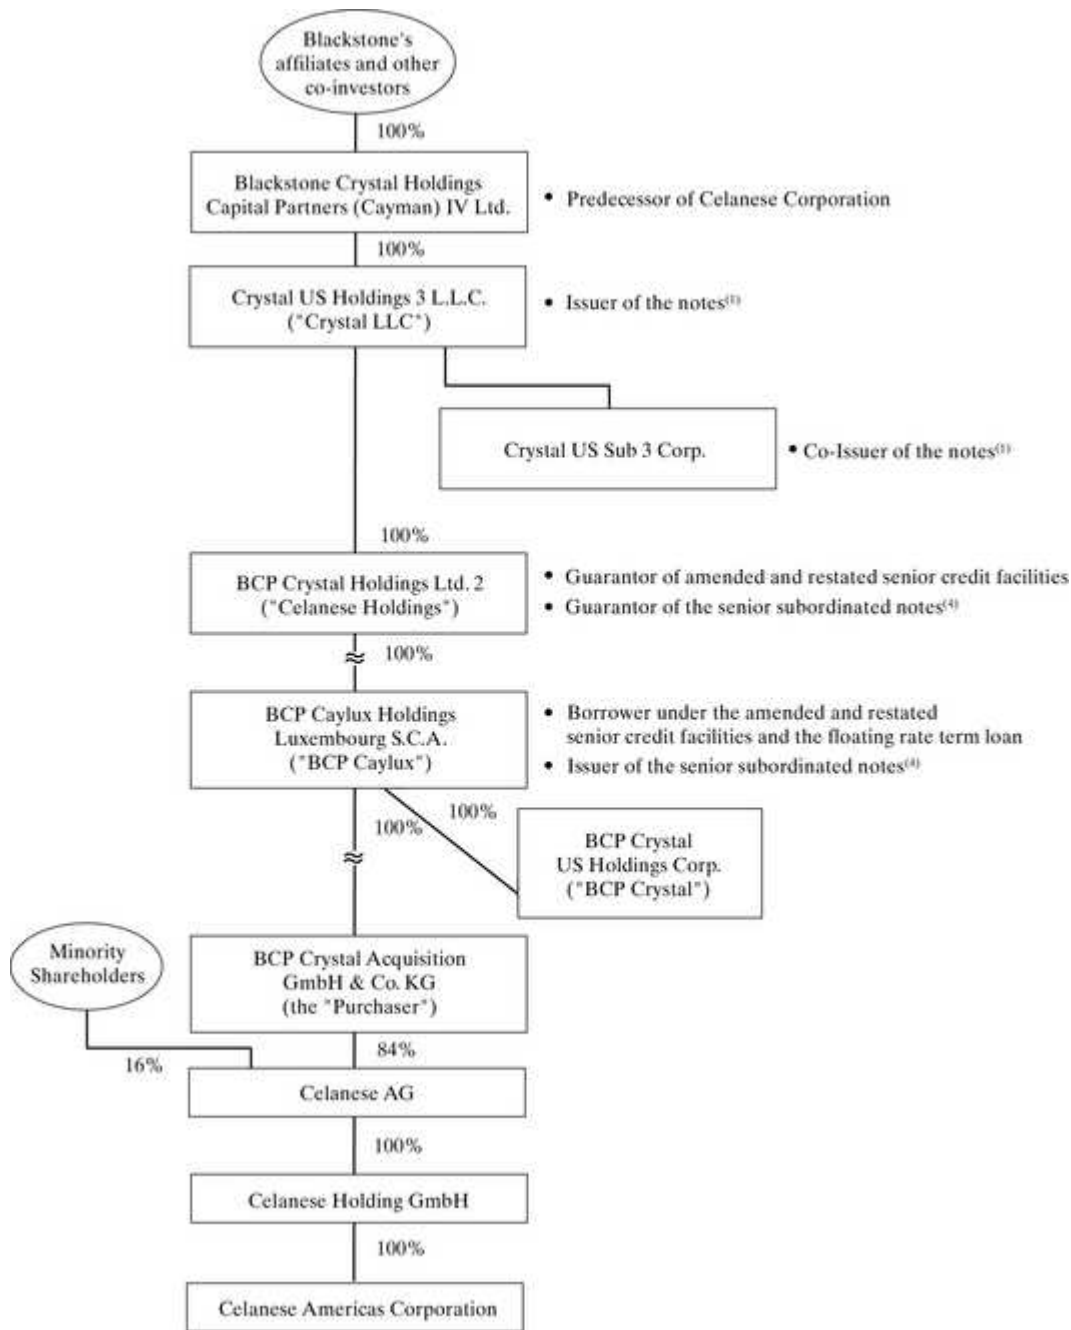 Blackstone's
affiliates and other
co-investors
100%
Blackstone Crystal Holdings
Capital Partners (Cayman) IV Ltd.
• Predecessor of Celanese Corporation
100%
Crystal US Holdings 3 L.L.C.
("Crystal LLC")
• Issuer of the notes(1)
Crystal US Sub 3 Corp.
• Co-Issuer of the notes(1)
100%
BCP Crystal Holdings Ltd. 2
("Celanese Holdings")
• Guarantor of amended and restated senior credit facilities
• Guarantor of the senior subordinated notes(4)
100%
BCP Caylux Holdings
Luxembourg S.C.A.
("BCP Caylux")
• Borrower under the amended and restated
senior credit facilities and the floating rate term loan
• Issuer of the senior subordinated notes(4)
100%
100%
BCP Crystal
US Holdings Corp.
("BCP Crystal")
Minority
Shareholders
BCP Crystal Acquisition
GmbH & Co. KG
(the "Purchaser")
16%
84%
Celanese AG
100%
Celanese Holding GmbH
100%
Celanese Americas Corporation